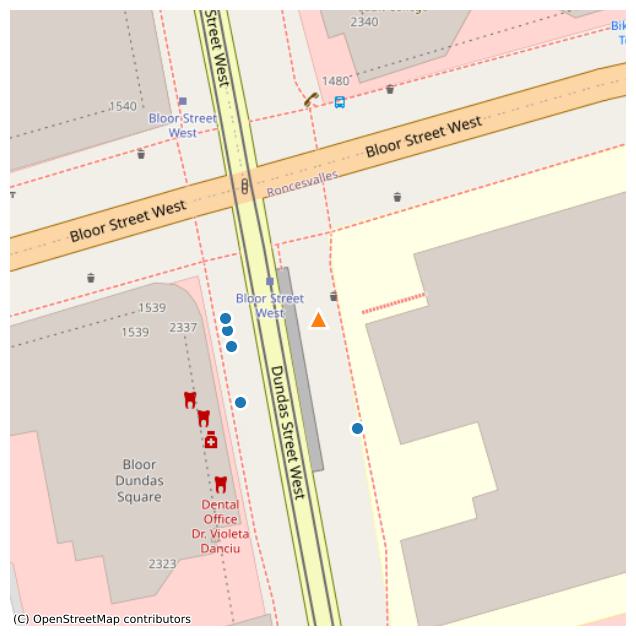 2340
Street West
Bik
1480
1540
Bloor Street
West
Bloor Street West
Roncesvalles
Bloor Street West
1539
Bloor Street
West
1539
2337
Dundas Street West
Bloor
Dundas
Square
Dental
Office
Dr. Violeta
Danciu
2323
(C) OpenStreetMap contributors